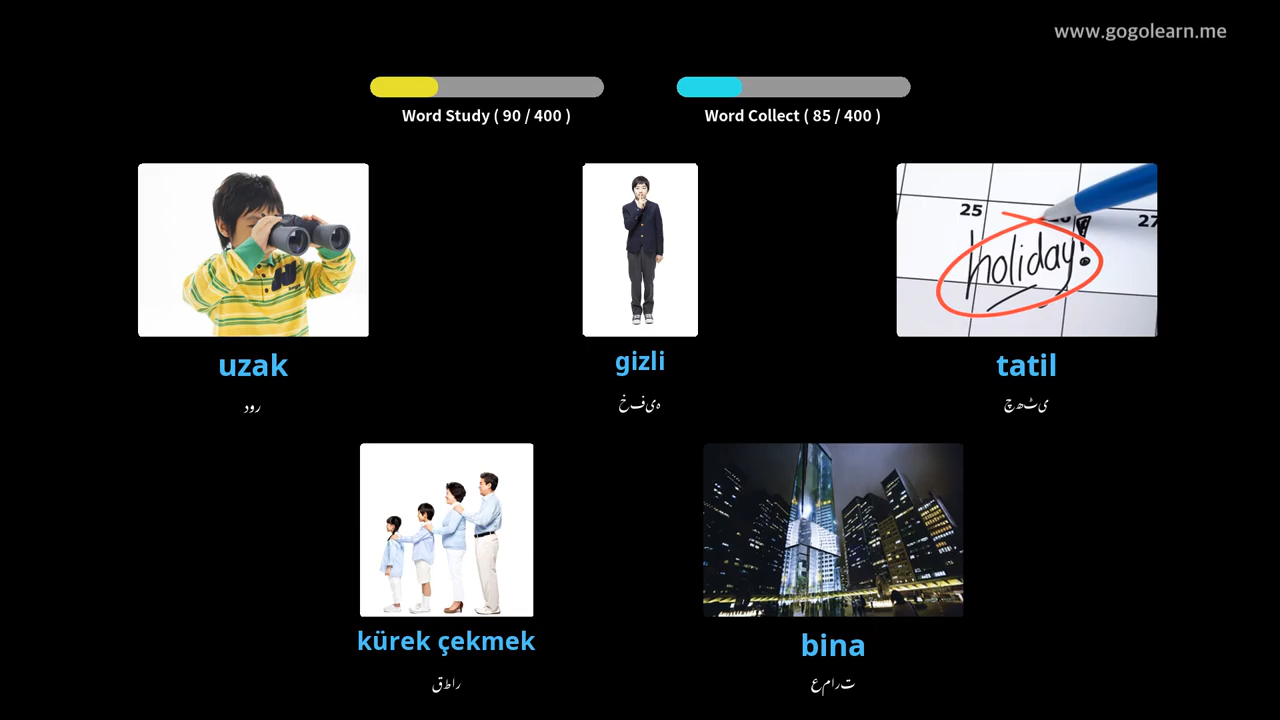 www.gogolearn.me
Word Study ( 90 / 400 )
Word Collect ( 85 / 400 )
uzak
gizli
tatil
دور
خفیہ
چھٹی
25
27
holiday!
kürek çekmek
bina
قطار
عمارت